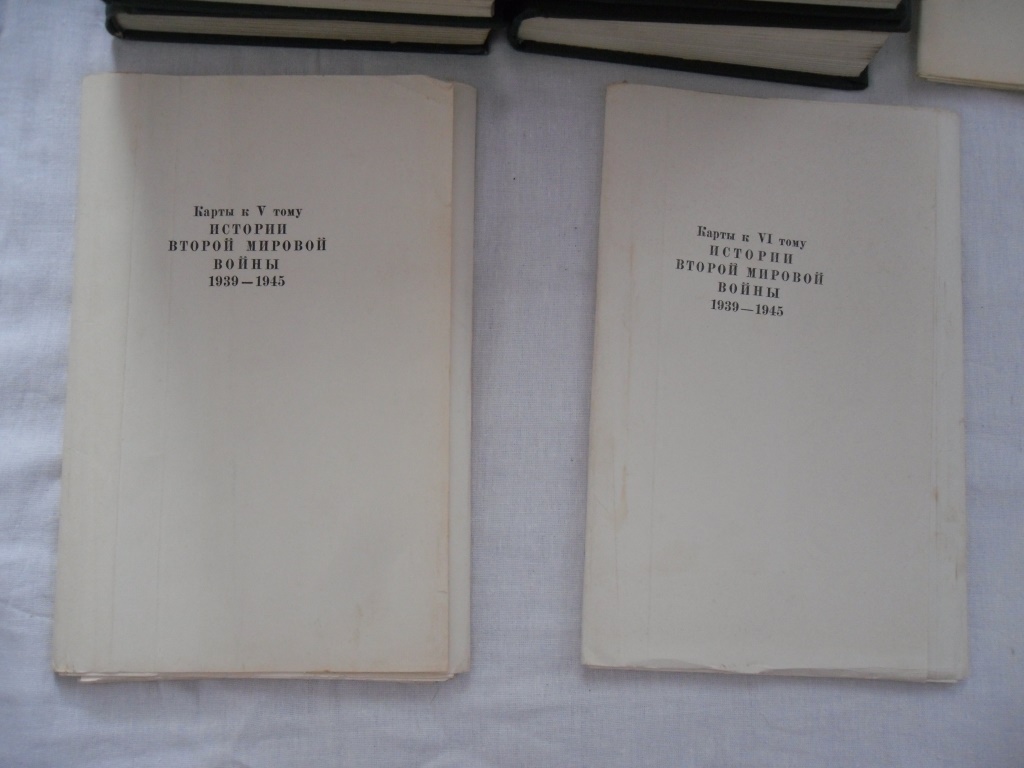 Карты к V тому
ИСТОРИИ
ВТОРОЙ МИРОВОЙ
ВОЙНЫ
1939—1945
Карты к VI тому
ИСТОРИИ
ВТОРОЙ МИРОВОЙ
ВОЙНЫ
1939—1945